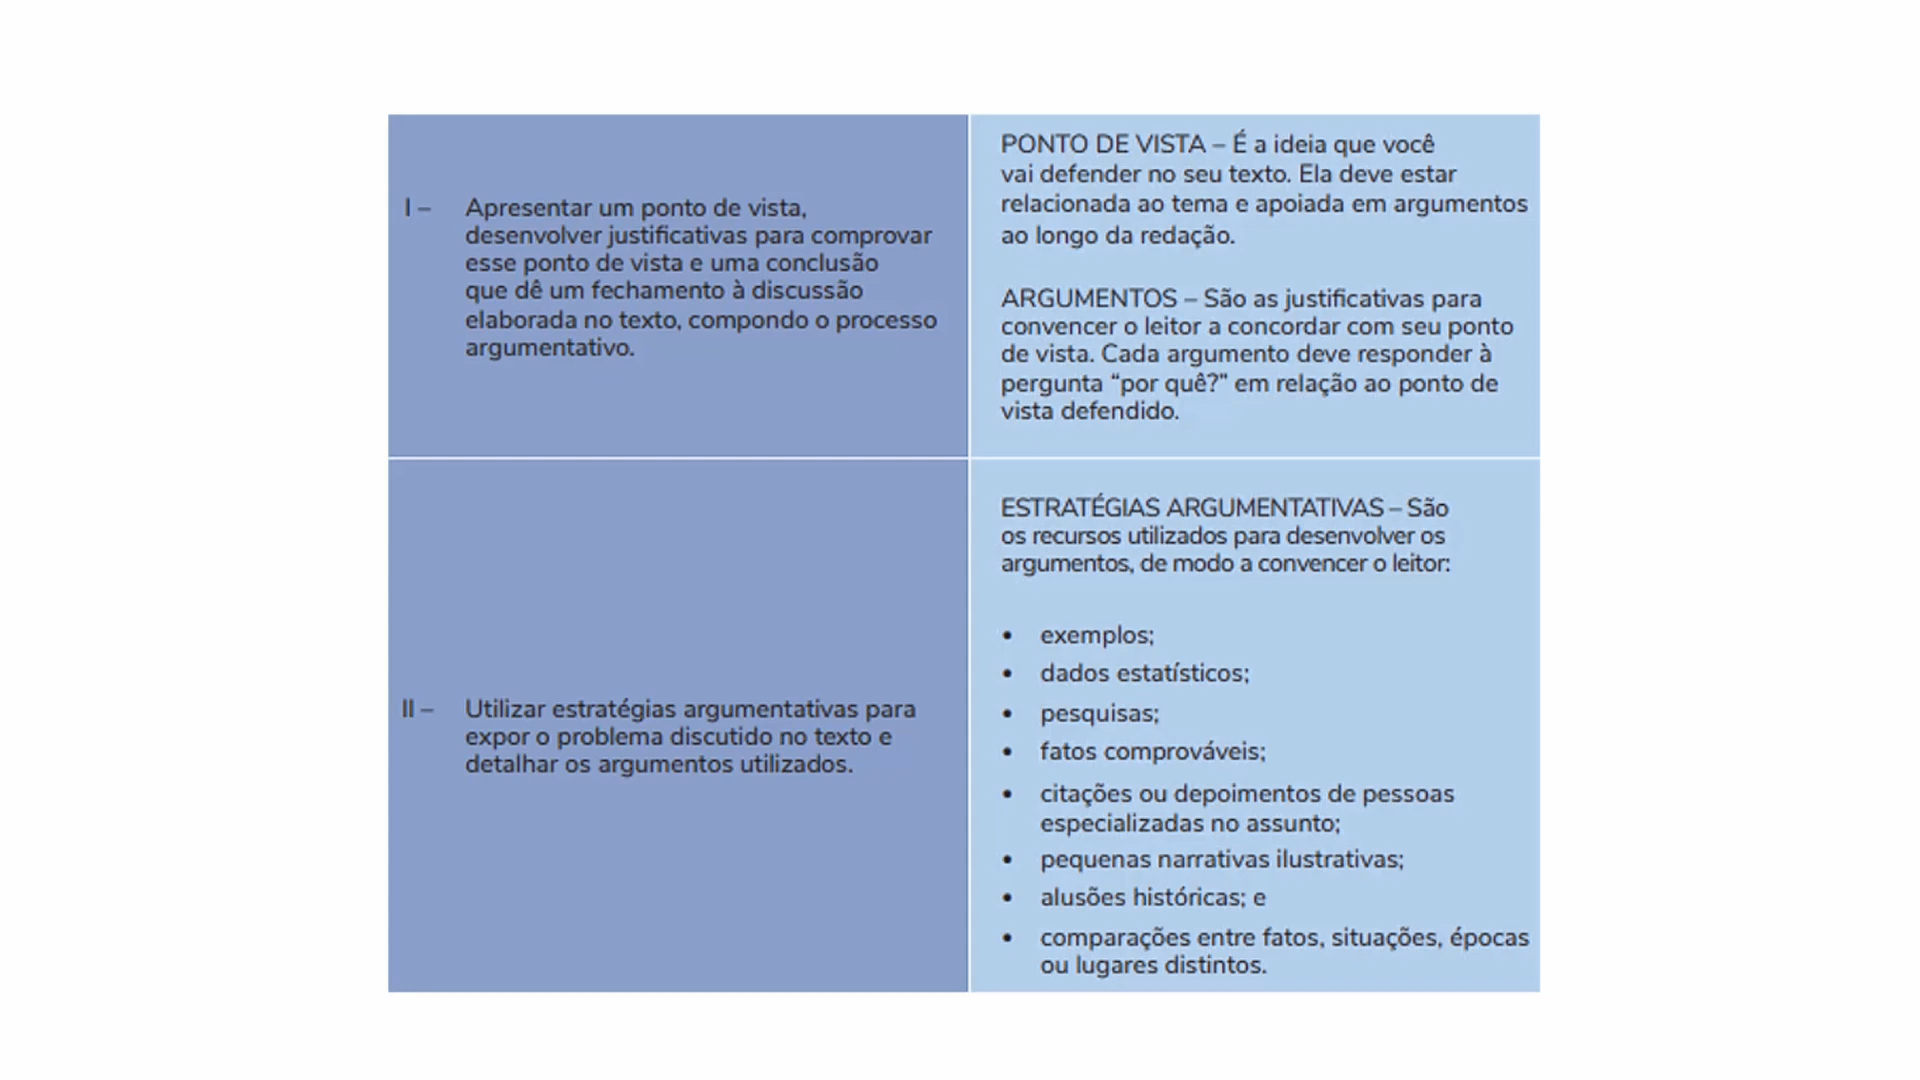 I – Apresentar um ponto de vista,
desenvolver justificativas para comprovar
esse ponto de vista e uma conclusão
que dê um fechamento à discussão
elaborada no texto, compondo o processo
argumentativo.
PONTO DE VISTA – É a ideia que você
vai defender no seu texto. Ela deve estar
relacionada ao tema e apoiada em argumentos
ao longo da redação.
ARGUMENTOS – São as justificativas para
convencer o leitor a concordar com seu ponto
de vista. Cada argumento deve responder à
pergunta “por quê?” em relação ao ponto de
vista defendido.
II – Utilizar estratégias argumentativas para
expor o problema discutido no texto e
detalhar os argumentos utilizados.
ESTRATÉGIAS ARGUMENTATIVAS – São
os recursos utilizados para desenvolver os
argumentos, de modo a convencer o leitor:
• exemplos;
• dados estatísticos;
• pesquisas;
• fatos comprováveis;
• citações ou depoimentos de pessoas
especializadas no assunto;
• pequenas narrativas ilustrativas;
• alusões históricas; e
• comparações entre fatos, situações, épocas
ou lugares distintos.